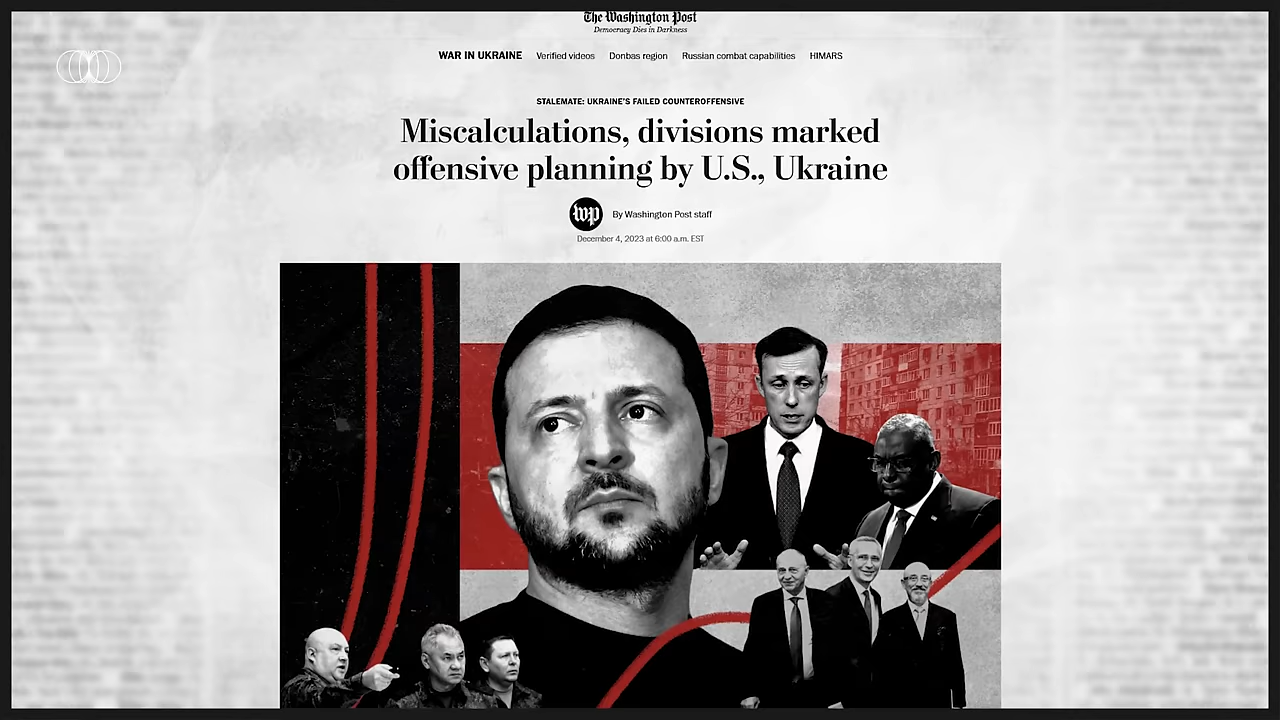 The Washington Post
Democracy Dies in Darkness
WAR IN UKRAINE Verified videos Donbas region Russian combat capabilities HIMARS
STALEMATE: UKRAINE'S FAILED COUNTEROFFENSIVE
Miscalculations, divisions marked
offensive planning by U.S., Ukraine
wp By Washington Post staff
December 4, 2023 at 6:00 a.m. EST